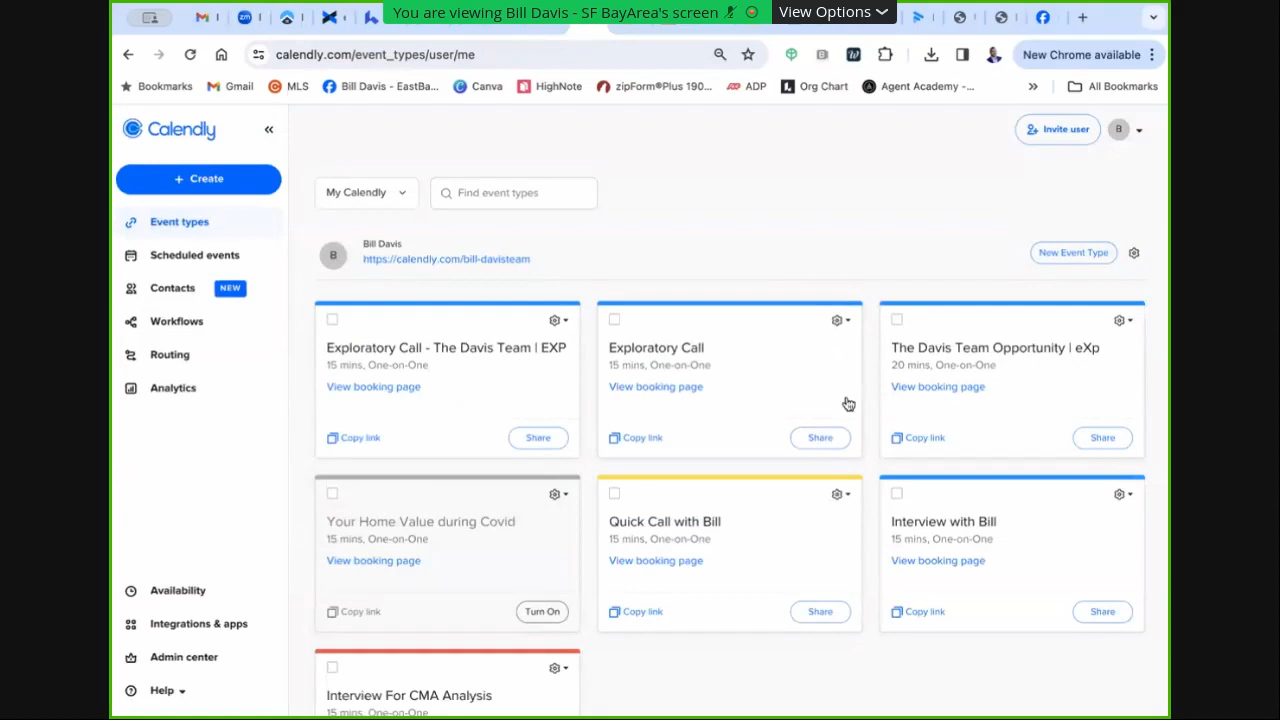 You are viewing Bill Davis - SF BayArea's screen
View Options
calendly.com/event_types/user/me
New Chrome available
Bookmarks
Gmail
MLS
Bill Davis - EastBa...
Canva
HighNote
zipForm®Plus 190...
ADP
Org Chart
Agent Academy -...
»
All Bookmarks
Calendly
«
Invite user
B
+ Create
My Calendly
Find event types
Event types
Scheduled events
Contacts NEW
Workflows
Routing
Analytics
Availability
Integrations & apps
Admin center
Help
B
Bill Davis
https://calendly.com/bill-davisteam
New Event Type
Exploratory Call - The Davis Team | EXP
15 mins, One-on-One
View booking page
Copy link
Share
Exploratory Call
15 mins, One-on-One
View booking page
Copy link
Share
The Davis Team Opportunity | eXp
20 mins, One-on-One
View booking page
Copy link
Share
Your Home Value during Covid
15 mins, One-on-One
View booking page
Copy link
Turn On
Quick Call with Bill
15 mins, One-on-One
View booking page
Copy link
Share
Interview with Bill
15 mins, One-on-One
View booking page
Copy link
Share
Interview For CMA Analysis
15 mins, One-on-One